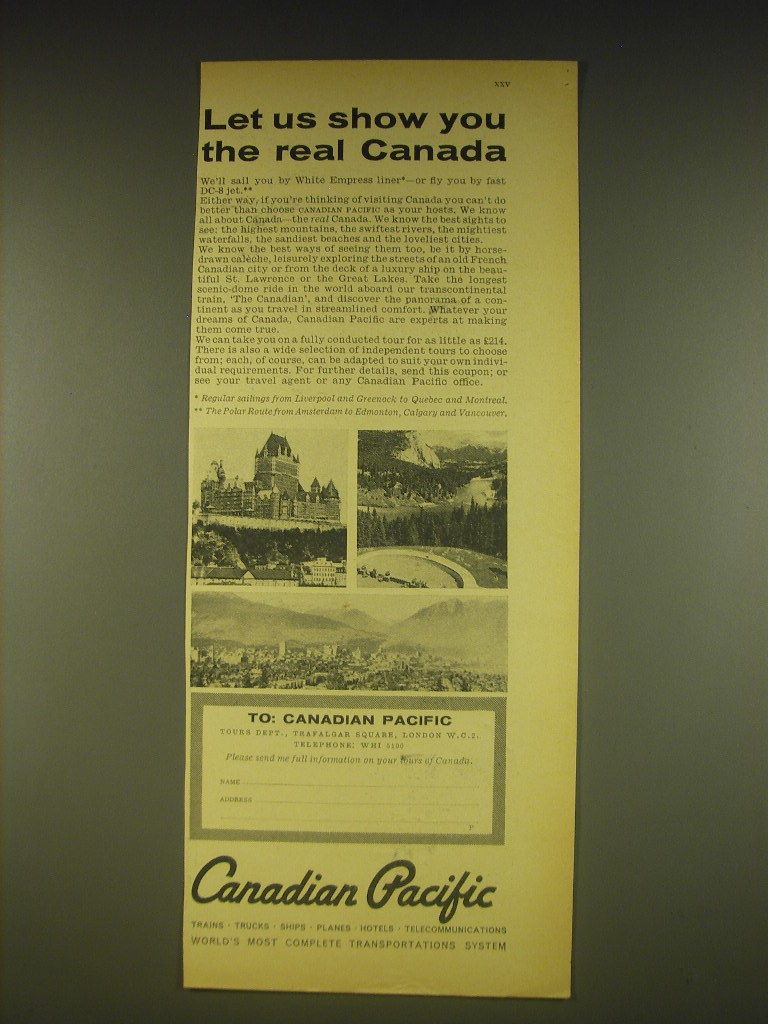 XXV
Let us show you
the real Canada
We'll sail you by White Empress liner*—or fly you by fast
DC-8 jet.**
Either way, if you're thinking of visiting Canada you can't do
better than choose CANADIAN PACIFIC as your hosts. We know
all about Canada—the real Canada. We know the best sights to
see: the highest mountains, the swiftest rivers, the mightiest
waterfalls, the sandiest beaches and the loveliest cities.
We know the best ways of seeing them too, be it by horse-
drawn calèche, leisurely exploring the streets of an old French
Canadian city or from the deck of a luxury ship on the beau-
tiful St. Lawrence or the Great Lakes. Take the longest
scenic-dome ride in the world aboard our transcontinental
train, 'The Canadian', and discover the panorama of a con-
tinent as you travel in streamlined comfort. Whatever your
dreams of Canada, Canadian Pacific are experts at making
them come true.
We can take you on a fully conducted tour for as little as £214.
There is also a wide selection of independent tours to choose
from; each, of course, can be adapted to suit your own indivi-
dual requirements. For further details, send this coupon; or
see your travel agent or any Canadian Pacific office.
* Regular sailings from Liverpool and Greenock to Quebec and Montreal.
** The Polar Route from Amsterdam to Edmonton, Calgary and Vancouver.
TO: CANADIAN PACIFIC
TOURS DEPT., TRAFALGAR SQUARE, LONDON W.C.2.
TELEPHONE: WHI 5100
Please send me full information on your tours of Canada.
NAME
ADDRESS
P
Canadian Pacific
TRAINS · TRUCKS · SHIPS · PLANES · HOTELS · TELECOMMUNICATIONS
WORLD'S MOST COMPLETE TRANSPORTATIONS SYSTEM